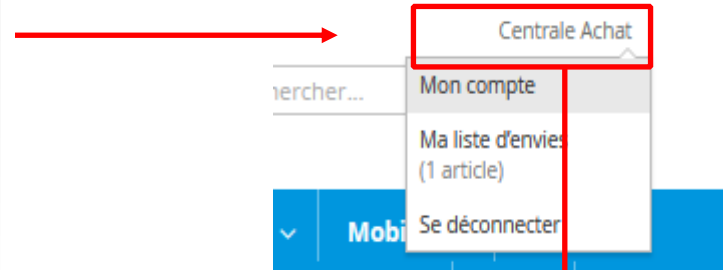 Centrale Achat
hercher...
Mon compte
Ma liste d'envies
(1 article)
Mobi
Se déconnecter